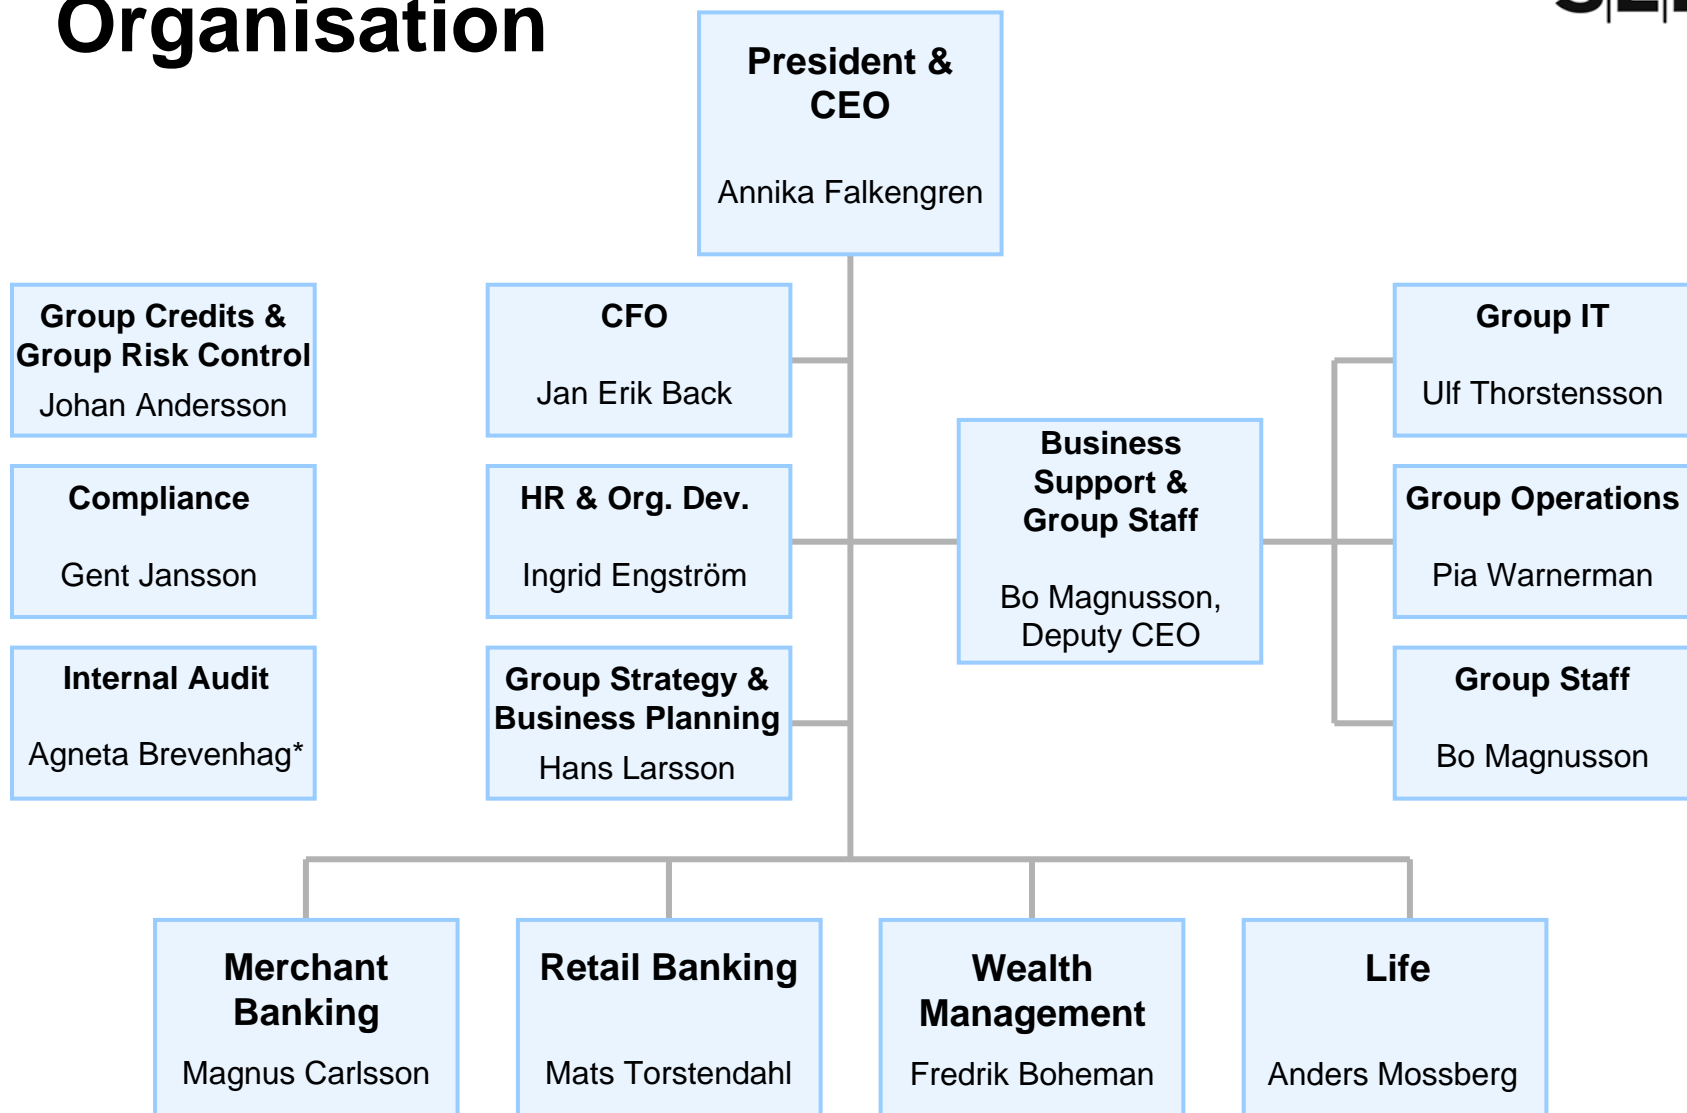 Organisation
President &
CEO
Annika Falkengren
Group Credits &
Group Risk Control
Johan Andersson
CFO
Jan Erik Back
Group IT
Ulf Thorstensson
Business
Support &
Group Staff
Bo Magnusson,
Deputy CEO
Compliance
Gent Jansson
HR & Org. Dev.
Ingrid Engström
Group Operations
Pia Warnerman
Internal Audit
Agneta Brevenhag*
Group Strategy &
Business Planning
Hans Larsson
Group Staff
Bo Magnusson
Merchant
Banking
Magnus Carlsson
Retail Banking
Mats Torstendahl
Wealth
Management
Fredrik Boheman
Life
Anders Mossberg